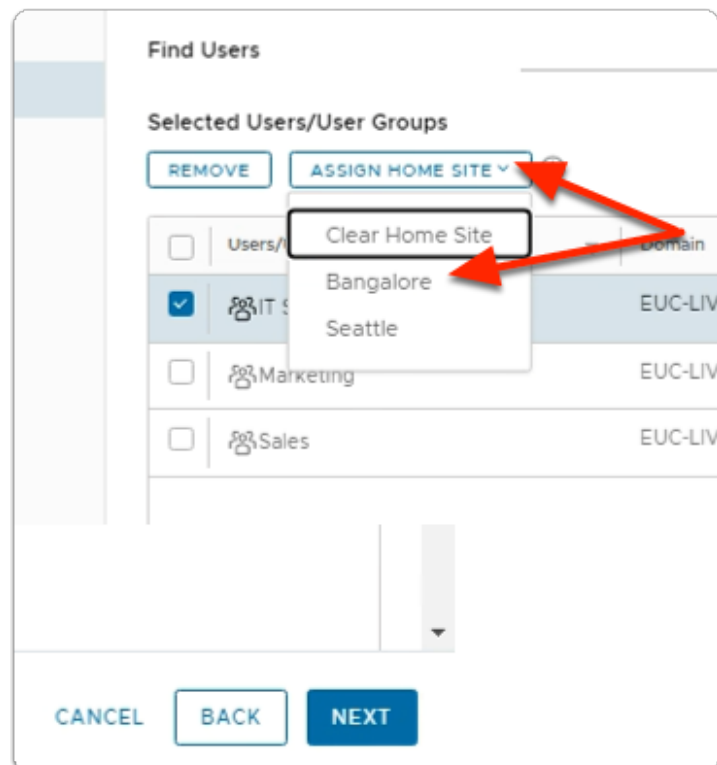 Find Users
Selected Users/User Groups
REMOVE ASSIGN HOME SITE
Clear Home Site
Users/ Domain
Bangalore
IT EUC-LIV
Seattle
Marketing EUC-LIV
Sales EUC-LIV
CANCEL BACK NEXT